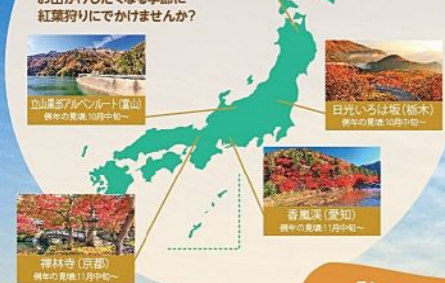 お出かけしたくなる季節に
紅葉狩りにでかけませんか?
立山黒部アルペンルート(富山)
例年の見頃:10月中旬～
日光いろは坂(栃木)
例年の見頃:10月中旬～
香嵐渓(愛知)
例年の見頃:11月中旬～
禅林寺(京都)
例年の見頃:11月中旬～